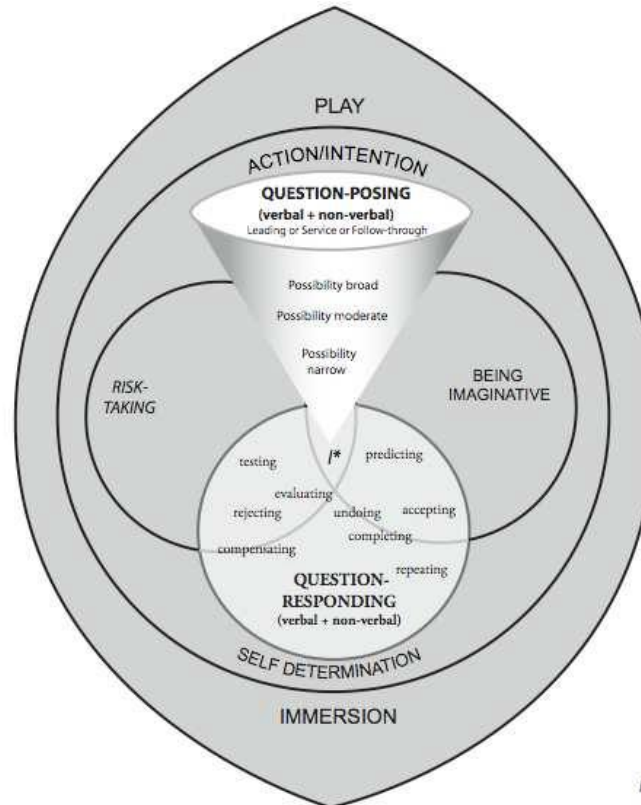 PLAY
ACTION/INTENTION
QUESTION-POSING
(verbal + non-verbal)
Leading or Service or Follow-through
Possibility broad
Possibility moderate
Possibility
narrow
RISK-
TAKING
BEING
IMAGINATIVE
I*
testing
predicting
evaluating
rejecting
undoing
accepting
completing
compensating
repeating
QUESTION-
RESPONDING
(verbal + non-verbal)
SELF DETERMINATION
IMMERSION